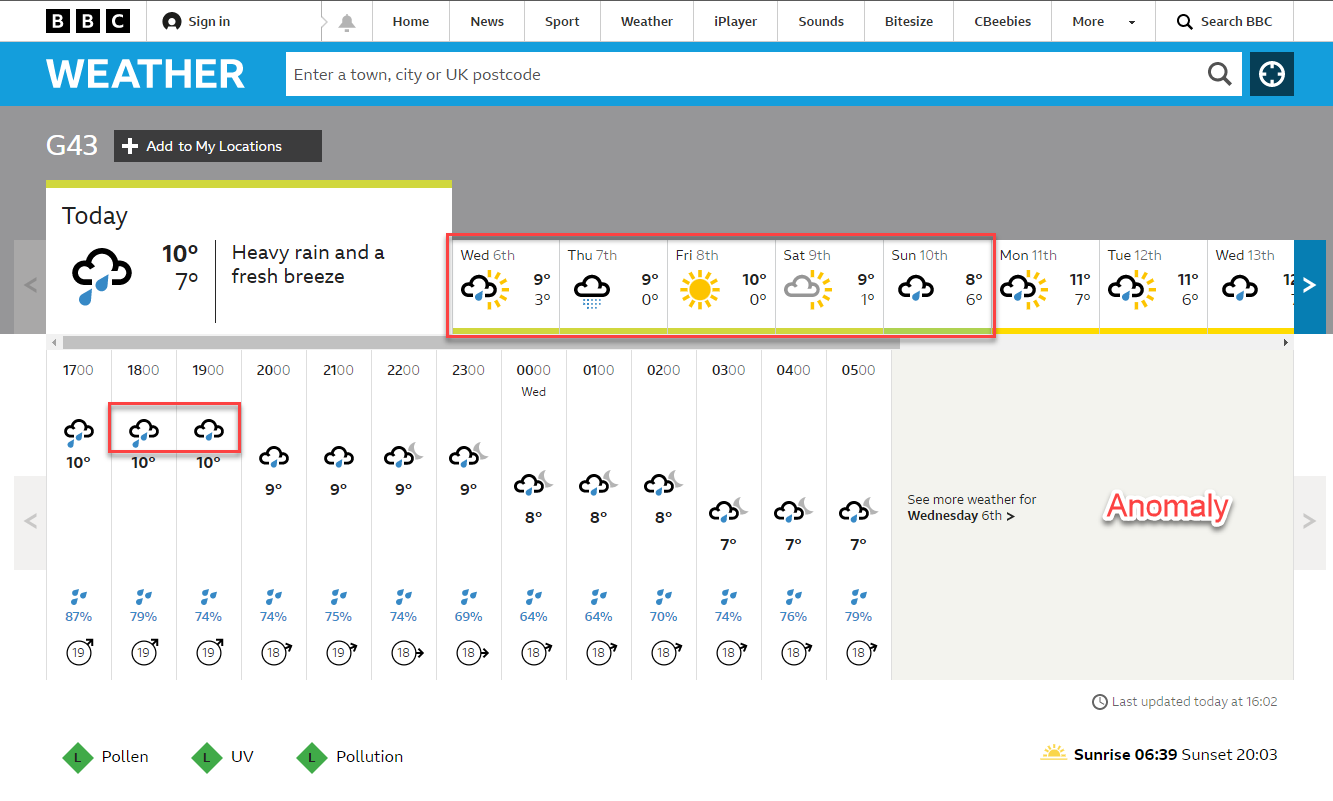 BBC Sign in Home News Sport Weather iPlayer Sounds Bitesize CBeebies More Search BBC
WEATHER Enter a town, city or UK postcode
G43 + Add to My Locations
Today
10° 7° Heavy rain and a
fresh breeze
Wed 6th Thu 7th Fri 8th Sat 9th Sun 10th Mon 11th Tue 12th Wed 13th
9° 9° 10° 9° 8° 11° 11°
3° 0° 0° 1° 6° 7° 6°
1700 1800 1900 2000 2100 2200 2300 0000 0100 0200 0300 0400 0500
Wed
10° 10° 10° 9° 9° 9° 9° 8° 8° 8° 7° 7° 7°
See more weather for
Wednesday 6th >
Anomaly
87% 79% 74% 74% 75% 74% 69% 64% 64% 70% 74% 76% 79%
19 19 19 18 19 18 18 18 18 18 18 18 18
Last updated today at 16:02
L Pollen L UV L Pollution
Sunrise 06:39 Sunset 20:03